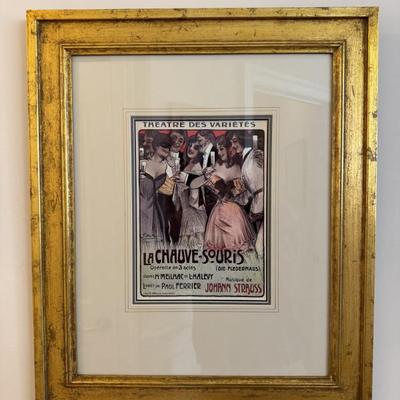 THEATRE DES VARIÉTÉS
LA CHAUVE-SOURIS
Opérette en 3 actes (DIE FLEDERMAUS)
d'après H. MEILHAC et L. HALÉVY
Livret de PAUL FERRIER
Musique de
JOHANN STRAUSS